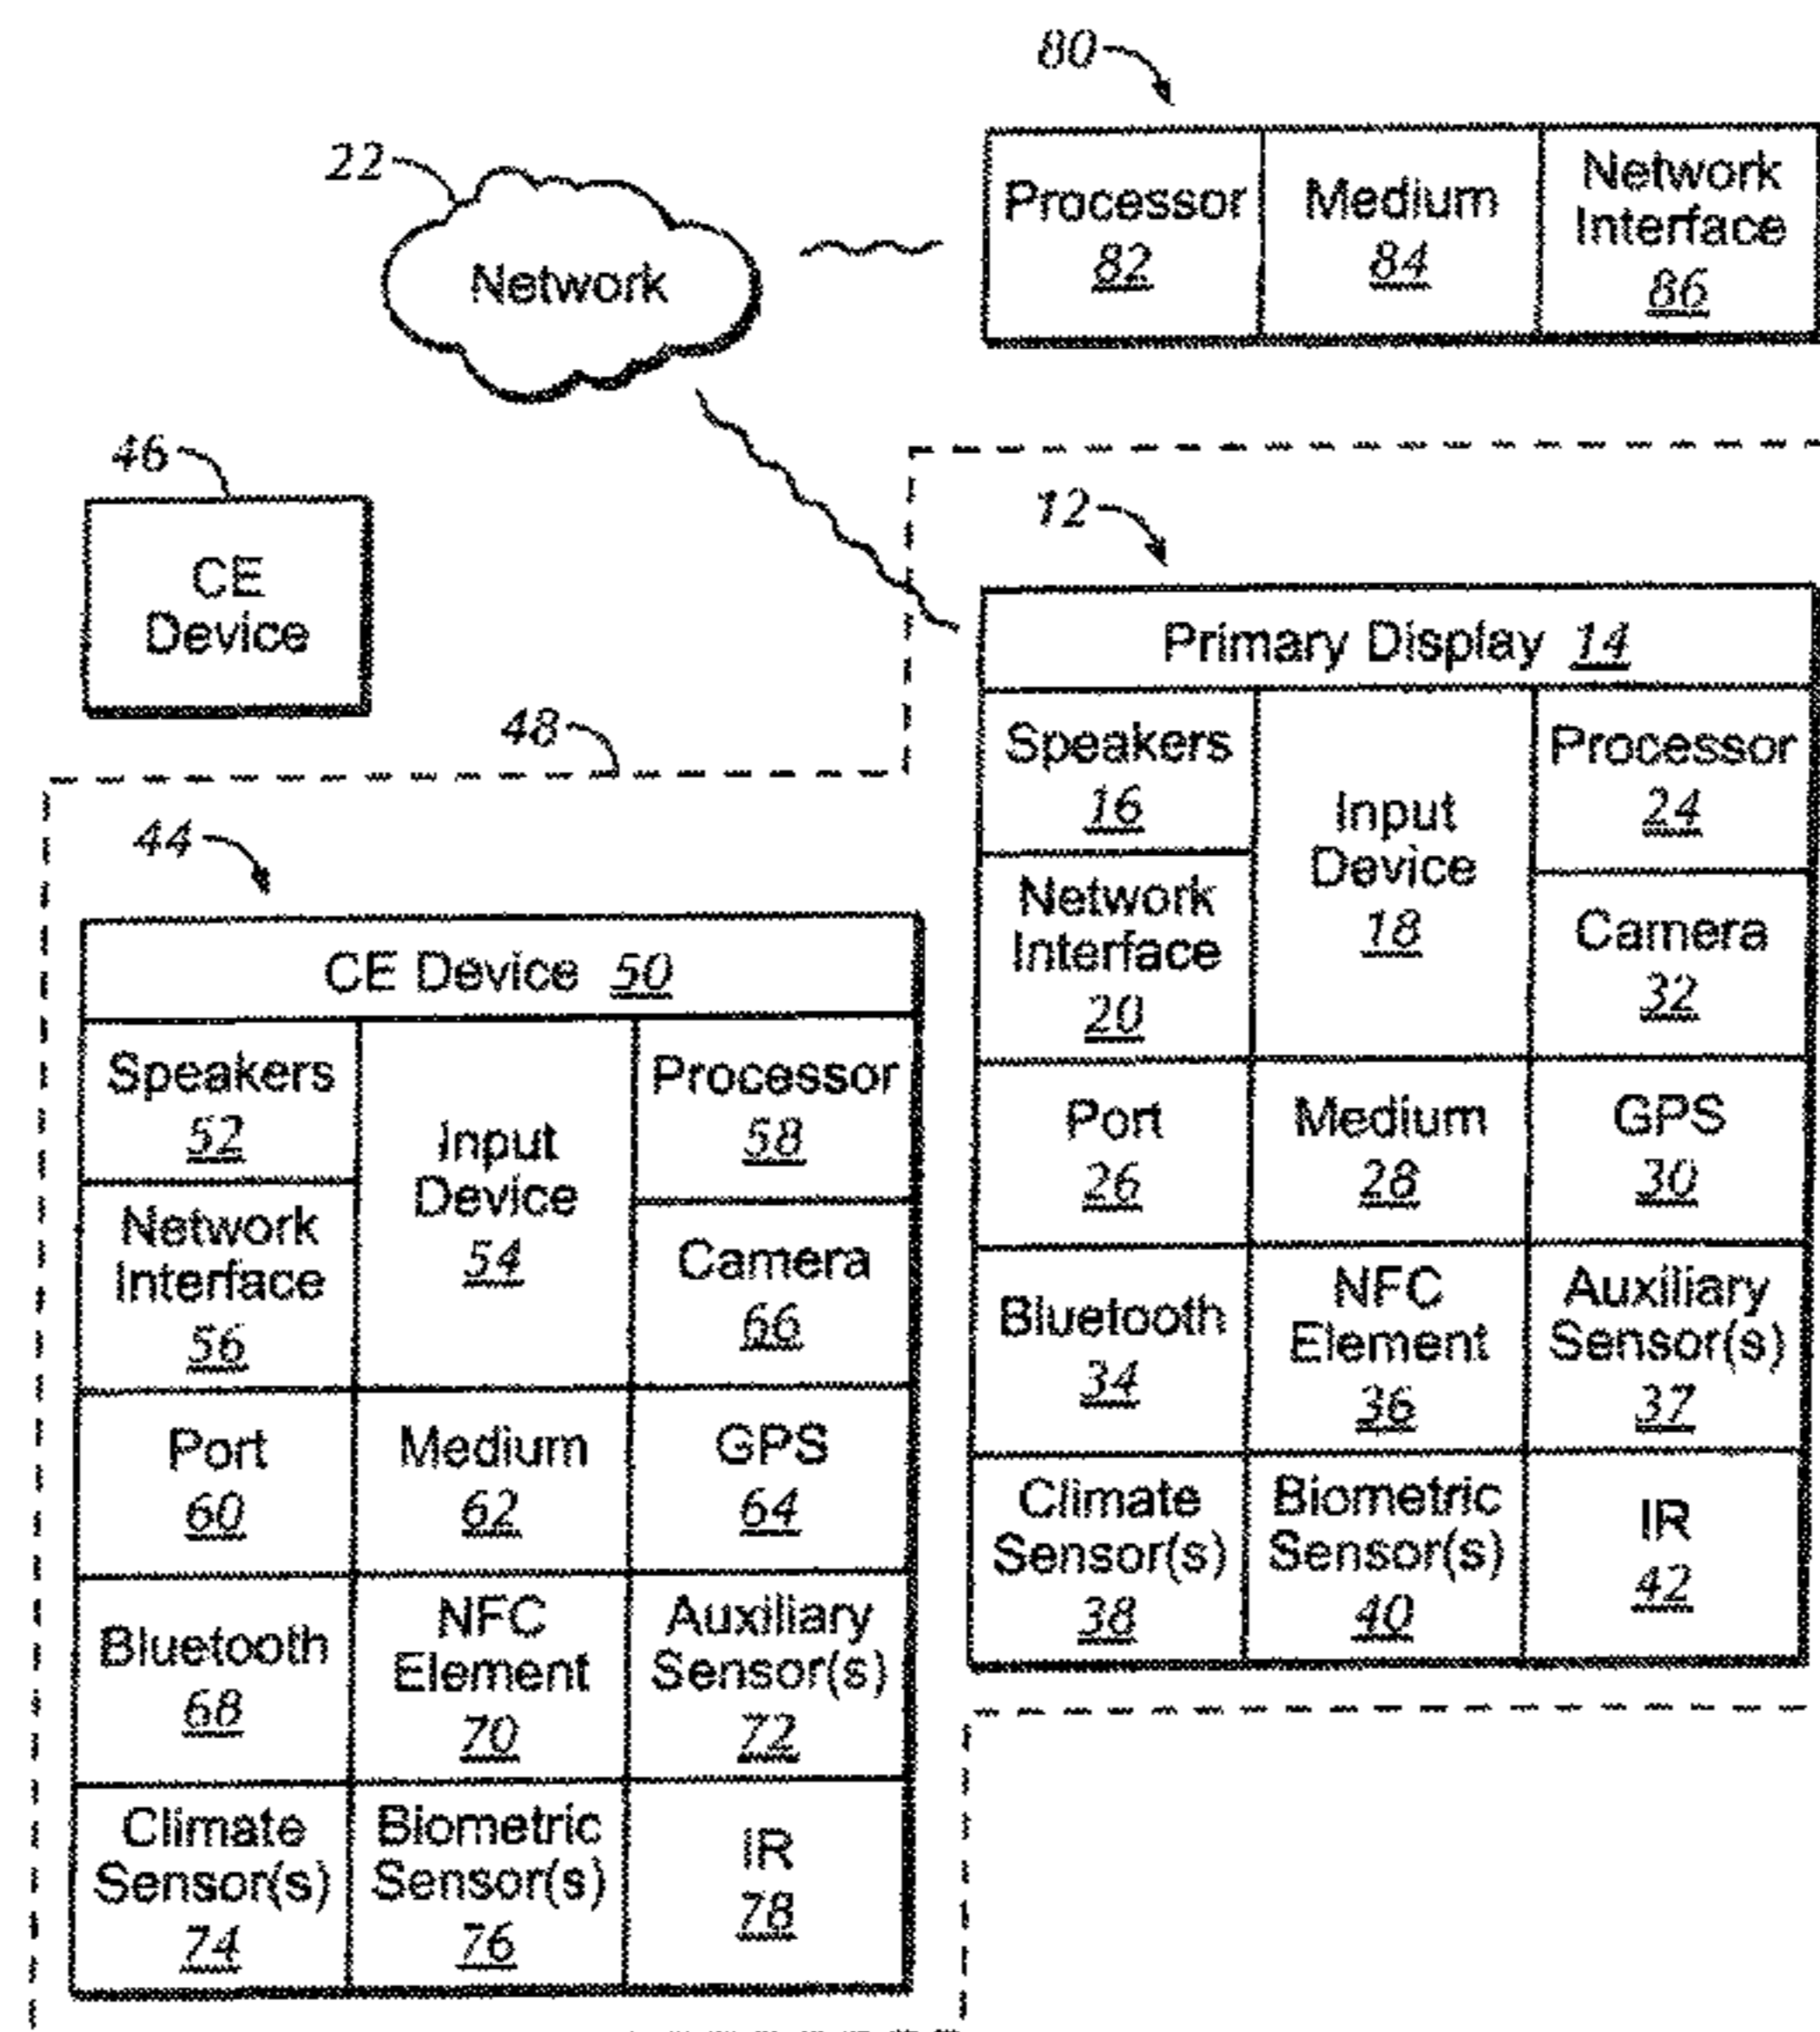 80
22
Network
Processor
82
Medium
84
Network
Interface
86
46
CE
Device
48
12
Primary Display 14
Speakers
16
Input
Device
18
Processor
24
Network
Interface
20
Camera
32
Port
26
Medium
28
GPS
30
Bluetooth
34
NFC
Element
36
Auxiliary
Sensor(s)
37
Climate
Sensor(s)
38
Biometric
Sensor(s)
40
IR
42
44
CE Device 50
Speakers
52
Input
Device
54
Processor
58
Network
Interface
56
Camera
66
Port
60
Medium
62
GPS
64
Bluetooth
68
NFC
Element
70
Auxiliary
Sensor(s)
72
Climate
Sensor(s)
74
Biometric
Sensor(s)
76
IR
78